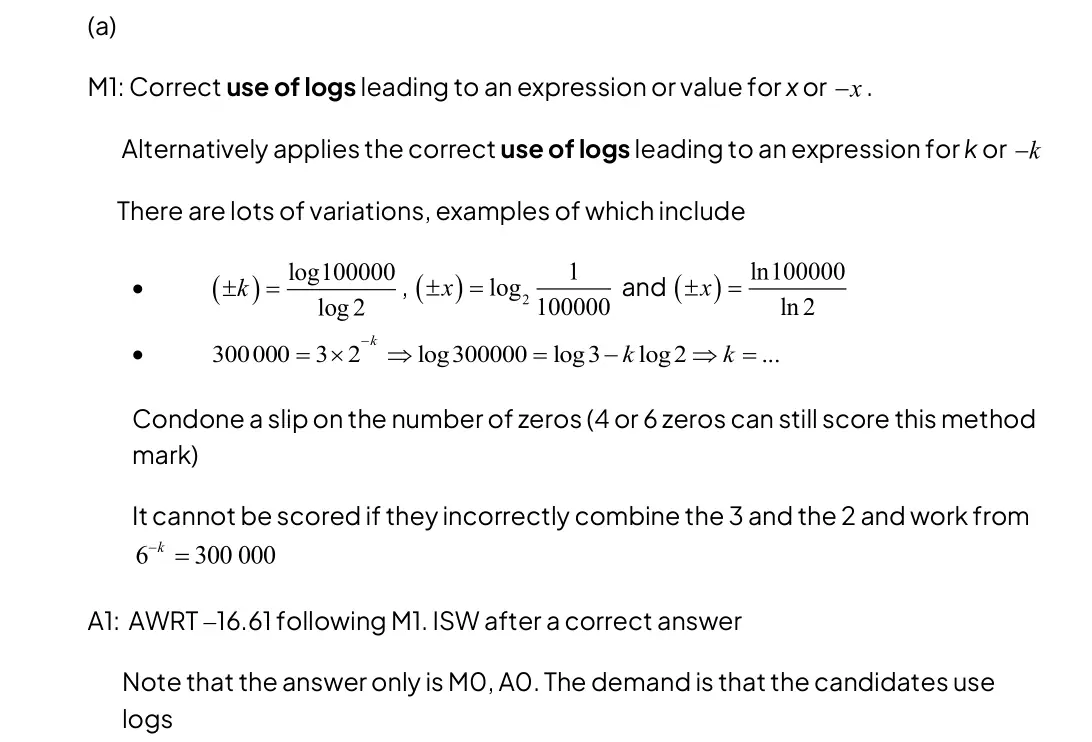 (a)
M1: Correct use of logs leading to an expression or value for x or −x.
Alternatively applies the correct use of logs leading to an expression for k or −k
There are lots of variations, examples of which include
• (±k) = log100000/log2, (±x) = log₂ 1/100000 and (±x) = ln100000/ln2
• 300 000 = 3 × 2^−k ⇒ log300000 = log3 − k log2 ⇒ k = ...
Condone a slip on the number of zeros (4 or 6 zeros can still score this method
mark)
It cannot be scored if they incorrectly combine the 3 and the 2 and work from
6^−k = 300 000
A1: AWRT −16.61 following M1. ISW after a correct answer
Note that the answer only is M0, A0. The demand is that the candidates use
logs